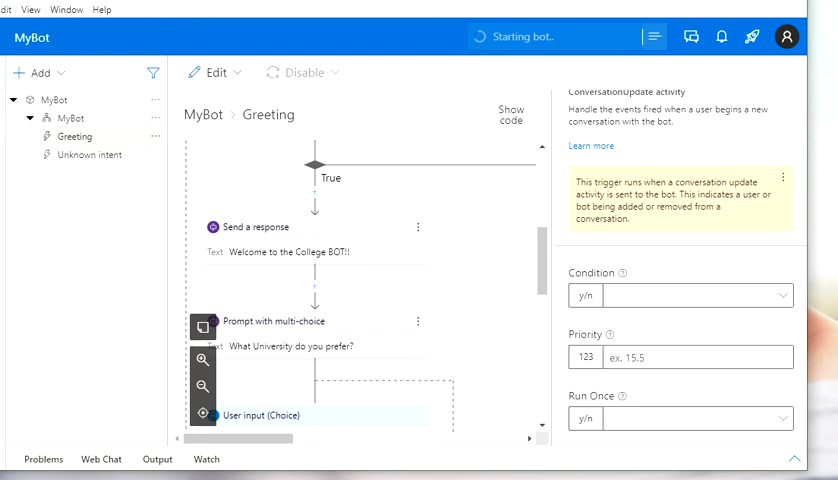 dit
View
Window
Help
MyBot
Starting bot..
Add
Edit
Disable
MyBot
MyBot
Greeting
Unknown intent
MyBot > Greeting
Show
code
True
Send a response
Text Welcome to the College BOT!!
Prompt with multi-choice
Text What University do you prefer?
User input (Choice)
ConversationUpdate activity
Handle the events fired when a user begins a new
conversation with the bot.
Learn more
This trigger runs when a conversation update
activity is sent to the bot. This indicates a user or
bot being added or removed from a
conversation.
Condition
y/n
Priority
123 ex. 15.5
Run Once
y/n
Problems
Web Chat
Output
Watch